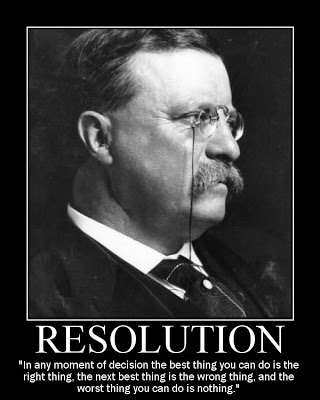 RESOLUTION
"In any moment of decision the best thing you can do is the
right thing, the next best thing is the wrong thing, and the
worst thing you can do is nothing."